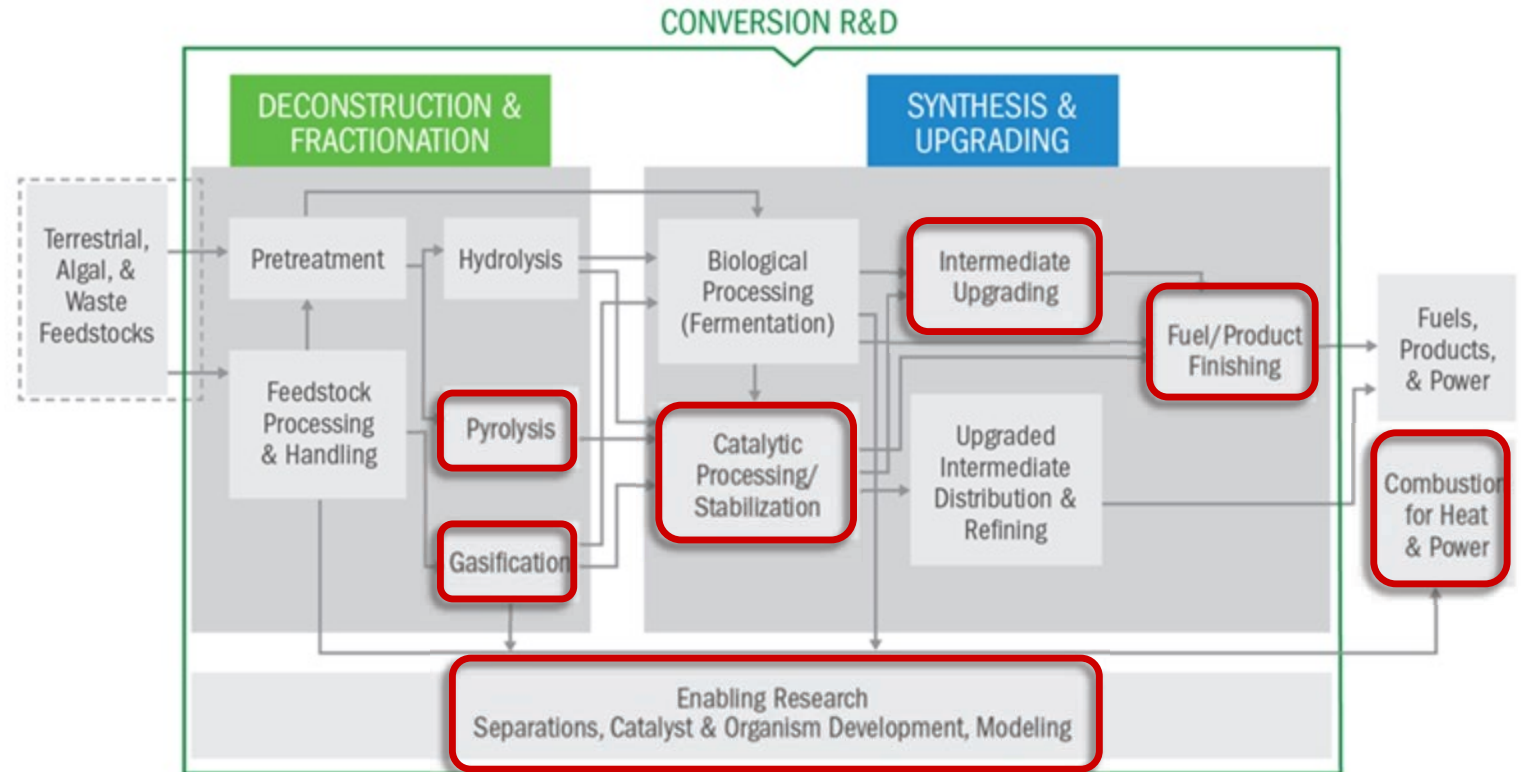 CONVERSION R&D
DECONSTRUCTION &
FRACTIONATION
SYNTHESIS &
UPGRADING
Terrestrial,
Algal, &
Waste
Feedstocks
Pretreatment
Hydrolysis
Feedstock
Processing
& Handling
Pyrolysis
Gasification
Biological
Processing
(Fermentation)
Catalytic
Processing/
Stabilization
Intermediate
Upgrading
Upgraded
Intermediate
Distribution &
Refining
Fuel/Product
Finishing
Fuels,
Products,
& Power
Combustion
for Heat
& Power
Enabling Research
Separations, Catalyst & Organism Development, Modeling